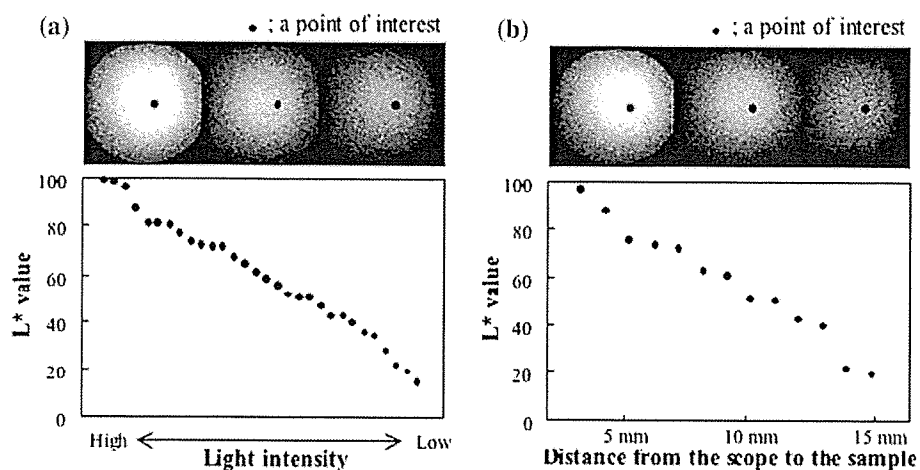 (a)
• ; a point of interest
100
80
60
40
20
0
L* value
High
Low
Light intensity
(b)
• ; a point of interest
100
80
60
40
20
0
L* value
5 mm
10 mm
15 mm
Distance from the scope to the sample